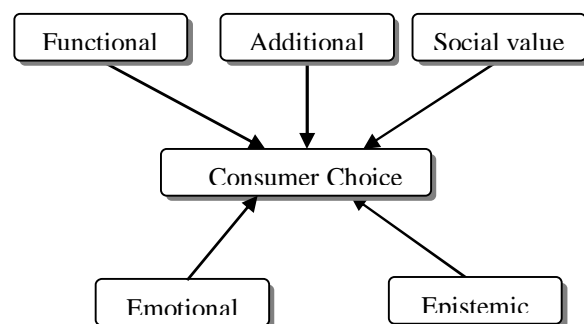 Functional
Additional
Social value
Consumer Choice
Emotional
Epistemic